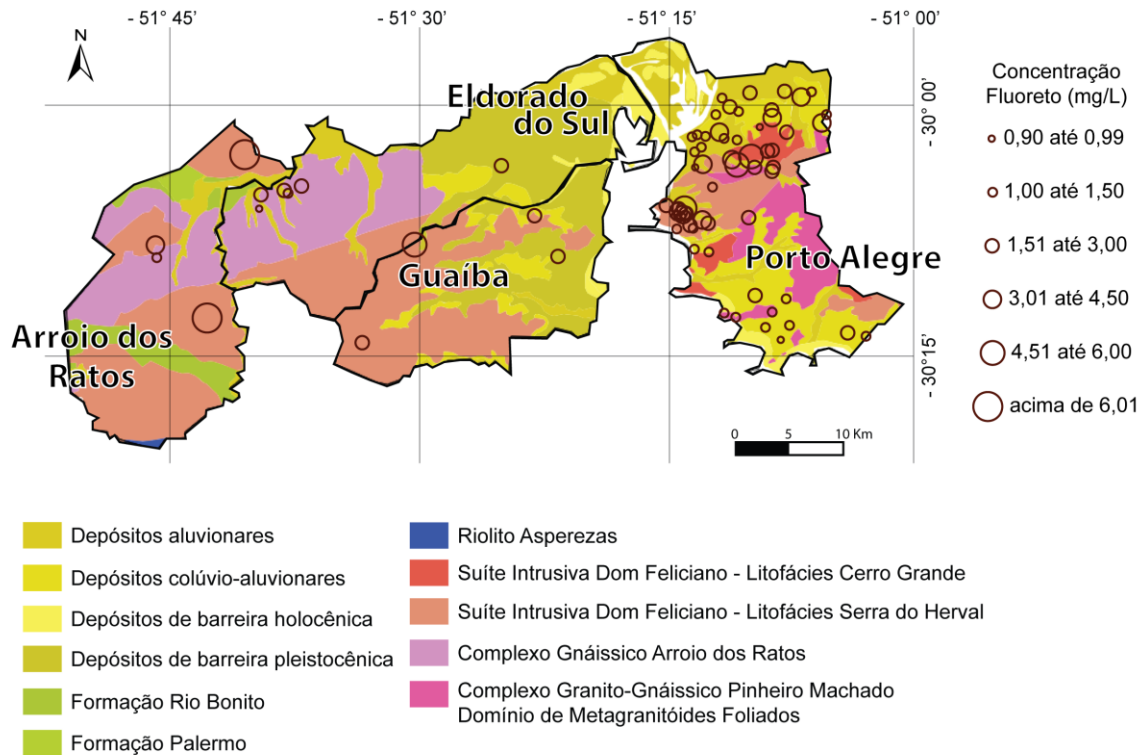 - 51° 45'
- 51° 30'
- 51° 15'
- 51° 00'
N
Eldorado
do Sul
Guaíba
Porto Alegre
Arroio dos
Ratos
- 30° 00'
- 30°15'
0 5 10 Km
Concentração
Fluoreto (mg/L)
0,90 até 0,99
1,00 até 1,50
1,51 até 3,00
3,01 até 4,50
4,51 até 6,00
acima de 6,01
Depósitos aluvionares
Depósitos colúvio-aluvionares
Depósitos de barreira holocênica
Depósitos de barreira pleistocênica
Formação Rio Bonito
Formação Palermo
Riolito Asperezas
Suíte Intrusiva Dom Feliciano - Litofácies Cerro Grande
Suíte Intrusiva Dom Feliciano - Litofácies Serra do Herval
Complexo Gnáissico Arroio dos Ratos
Complexo Granito-Gnáissico Pinheiro Machado
Domínio de Metagranitóides Foliados